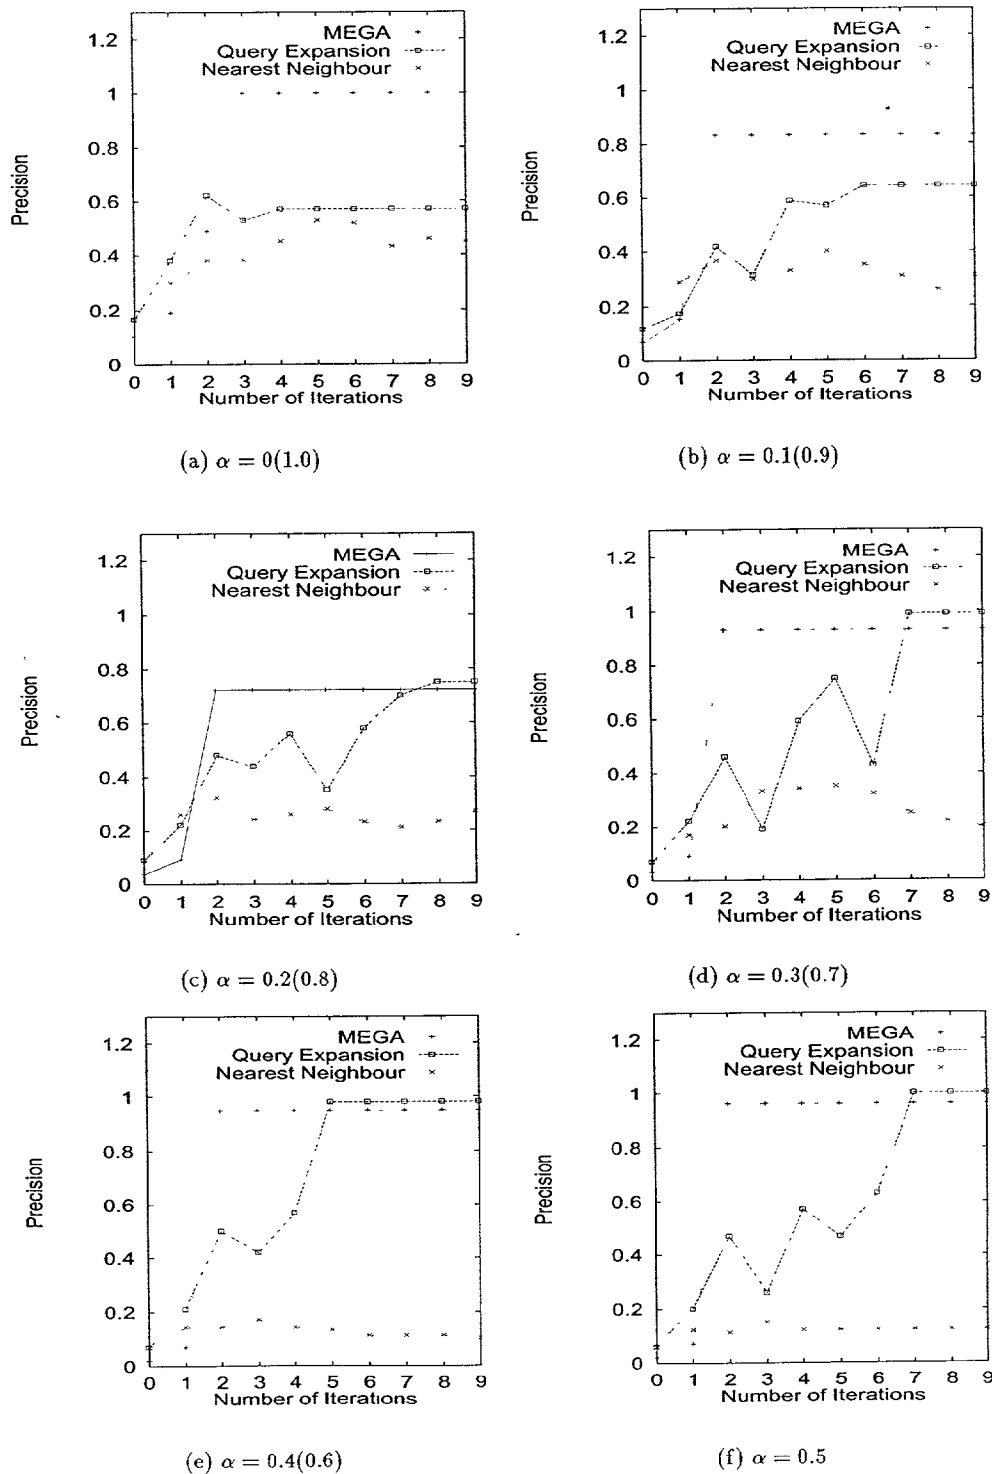 MEGA
Query Expansion
Nearest Neighbour
1.2
1
0.8
0.6
0.4
0.2
0
Precision
0 1 2 3 4 5 6 7 8 9
Number of Iterations
(a) α = 0(1.0)
MEGA
Query Expansion
Nearest Neighbour
1.2
1
0.8
0.6
0.4
0.2
0
Precision
0 1 2 3 4 5 6 7 8 9
Number of Iterations
(b) α = 0.1(0.9)
MEGA
Query Expansion
Nearest Neighbour
1.2
1
0.8
0.6
0.4
0.2
0
Precision
0 1 2 3 4 5 6 7 8 9
Number of Iterations
(c) α = 0.2(0.8)
MEGA
Query Expansion
Nearest Neighbour
1.2
1
0.8
0.6
0.4
0.2
0
Precision
0 1 2 3 4 5 6 7 8 9
Number of Iterations
(d) α = 0.3(0.7)
MEGA
Query Expansion
Nearest Neighbour
1.2
1
0.8
0.6
0.4
0.2
0
Precision
0 1 2 3 4 5 6 7 8 9
Number of Iterations
(e) α = 0.4(0.6)
MEGA
Query Expansion
Nearest Neighbour
1.2
1
0.8
0.6
0.4
0.2
0
Precision
0 1 2 3 4 5 6 7 8 9
Number of Iterations
(f) α = 0.5